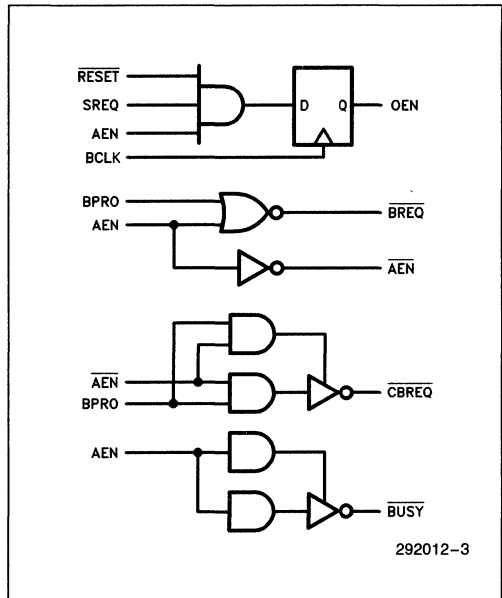 RESET
SREQ
AEN
BCLK
D Q
OEN
BPRO
AEN
BREQ
AEN
AEN
BPRO
CBREQ
AEN
BUSY
292012-3